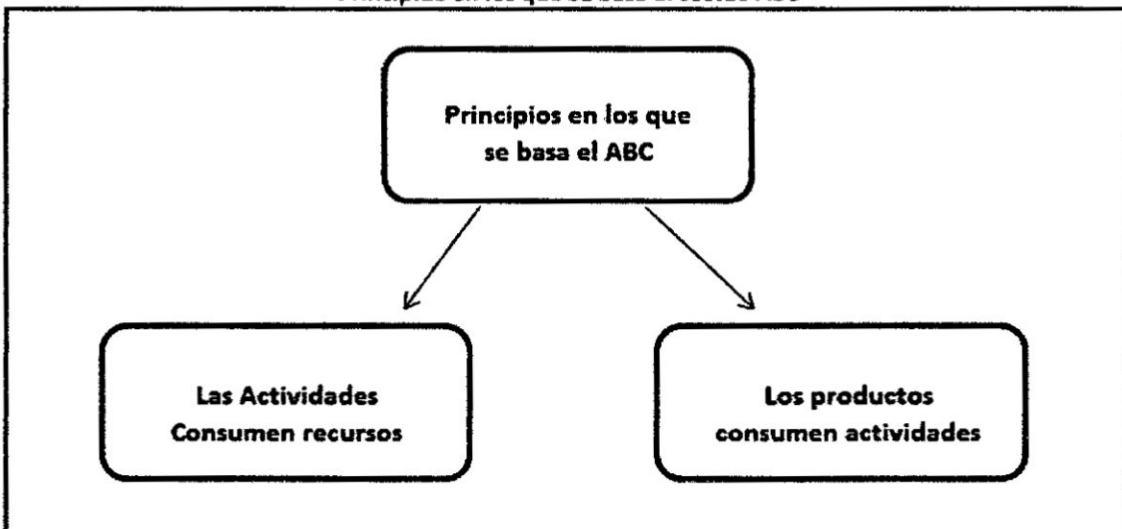 Principios en los que
se basa el ABC
Las Actividades
Consumen recursos
Los productos
consumen actividades